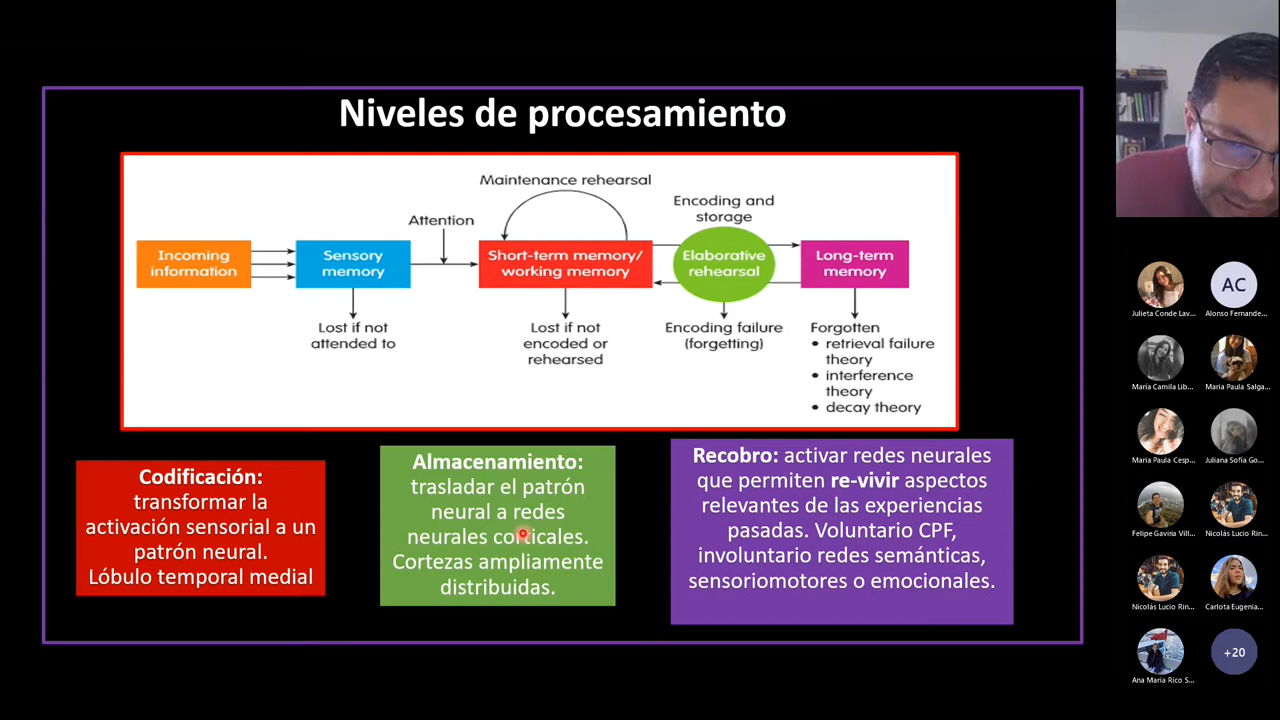 Niveles de procesamiento
Maintenance rehearsal
Attention
Encoding and
storage
Incoming
information
Sensory
memory
Short-term memory/
working memory
Elaborative
rehearsal
Long-term
memory
Lost if not
attended to
Lost if not
encoded or
rehearsed
Encoding failure
(forgetting)
Forgotten
• retrieval failure
theory
• interference
theory
• decay theory
Codificación:
transformar la
activación sensorial a un
patrón neural.
Lóbulo temporal medial
Almacenamiento:
trasladar el patrón
neural a redes
neurales corticales.
Cortezas ampliamente
distribuidas.
Recobro: activar redes neurales
que permiten re-vivir aspectos
relevantes de las experiencias
pasadas. Voluntario CPF,
involuntario redes semánticas,
sensoriomotores o emocionales.
AC
Julieta Conde Lav...
Alonso Fernande...
María Camila Lib...
Maria Paula Salga...
María Paula Cesp...
Juliana Sofía Go...
Felipe Gaviria Vill...
Nicolás Lucio Rin...
Nicolás Lucio Rin...
Carlota Eugenia...
+20
Ana María Rico S...